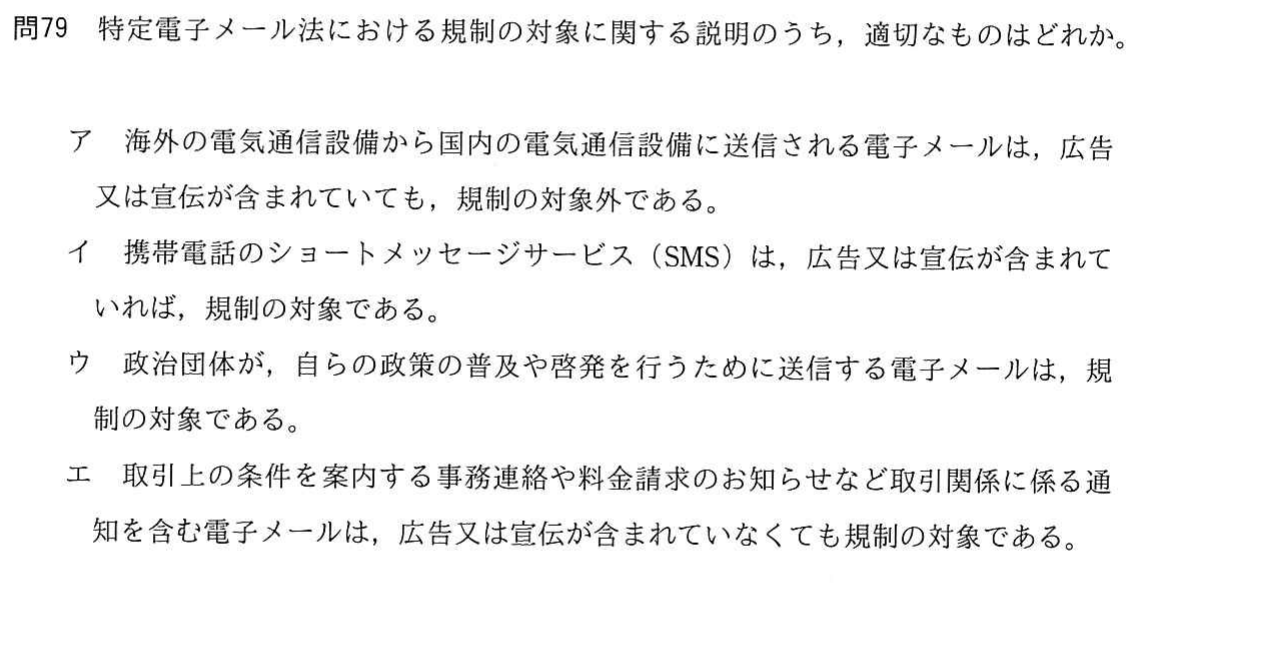 問79 特定電子メール法における規制の対象に関する説明のうち，適切なものはどれか。
ア 海外の電気通信設備から国内の電気通信設備に送信される電子メールは，広告
又は宣伝が含まれていても，規制の対象外である。
イ 携帯電話のショートメッセージサービス（SMS）は，広告又は宣伝が含まれて
いれば，規制の対象である。
ウ 政治団体が，自らの政策の普及や啓発を行うために送信する電子メールは，規
制の対象である。
エ 取引上の条件を案内する事務連絡や料金請求のお知らせなど取引関係に係る通
知を含む電子メールは，広告又は宣伝が含まれていなくても規制の対象である。